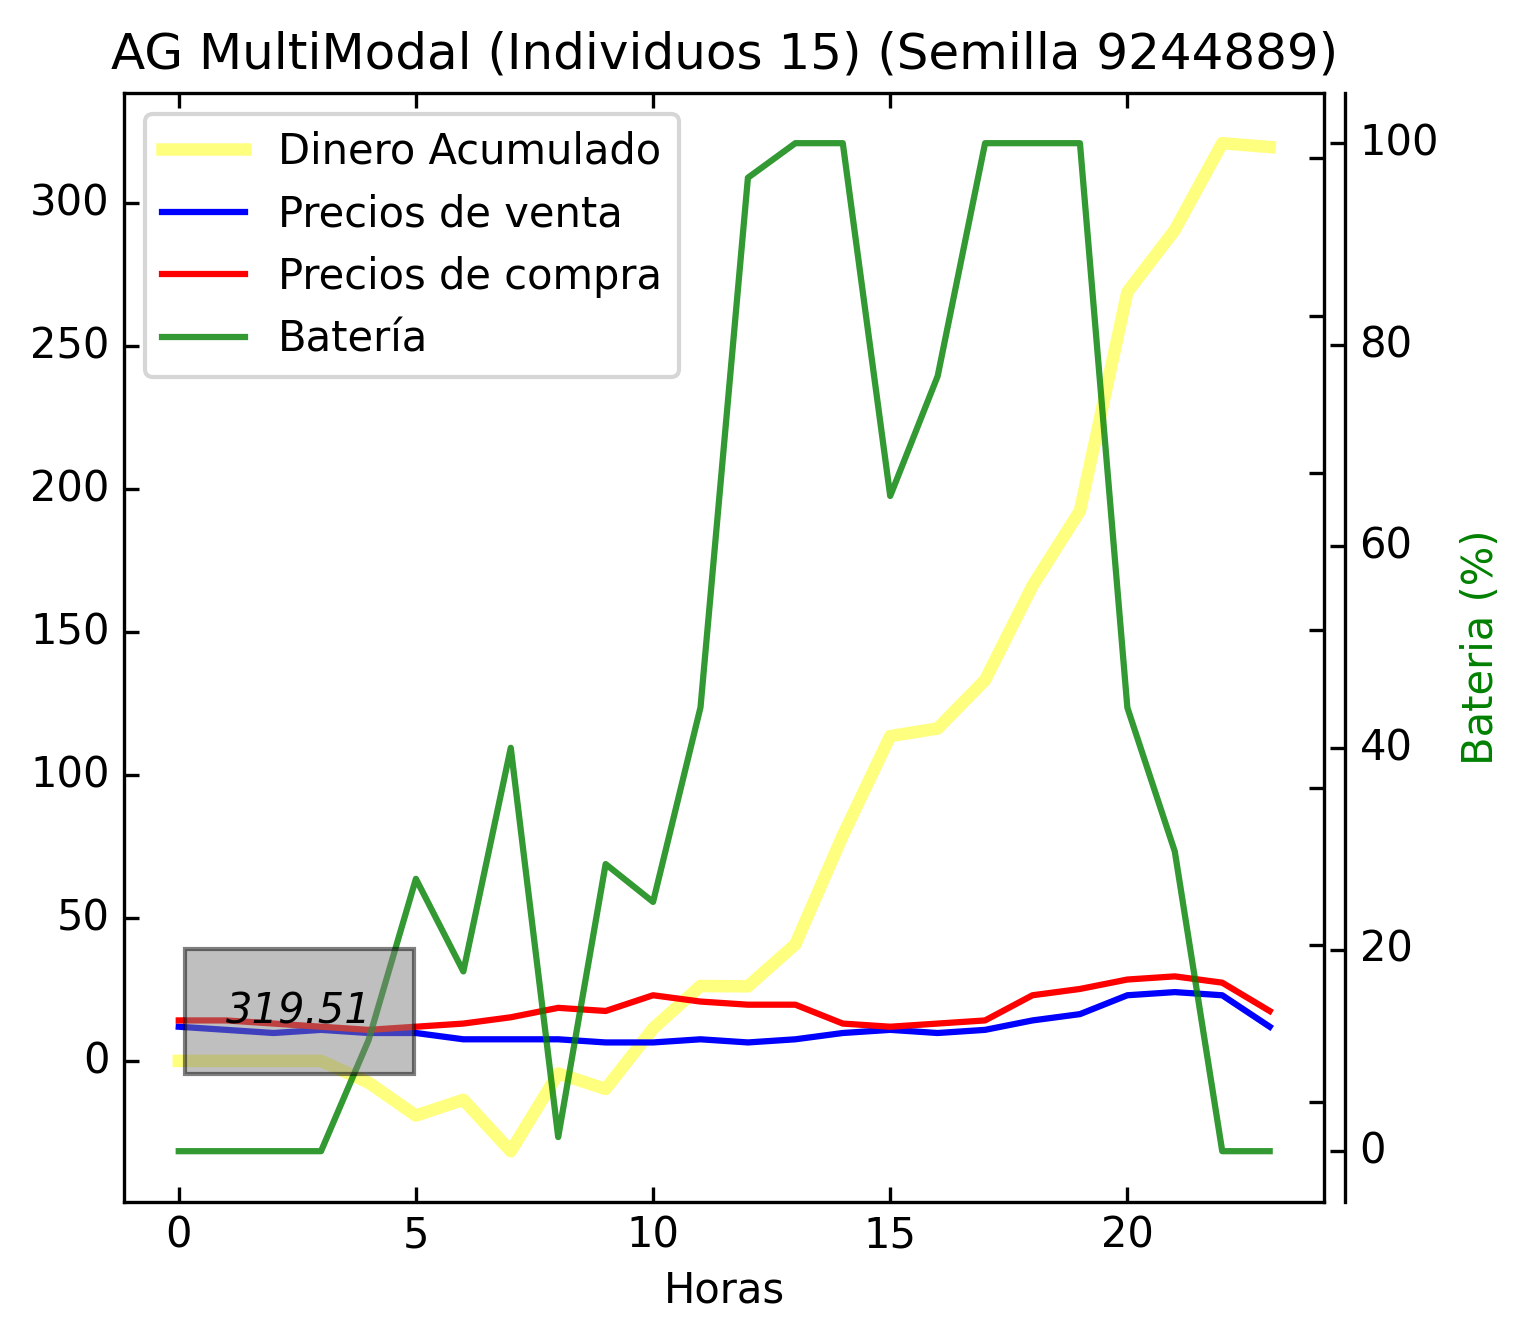 AG MultiModal (Individuos 15) (Semilla 9244889)
Dinero Acumulado
Precios de venta
Precios de compra
Batería
300
250
200
150
100
50
0
319.51
100
80
60
40
20
0
Bateria (%)
0 5 10 15 20
Horas